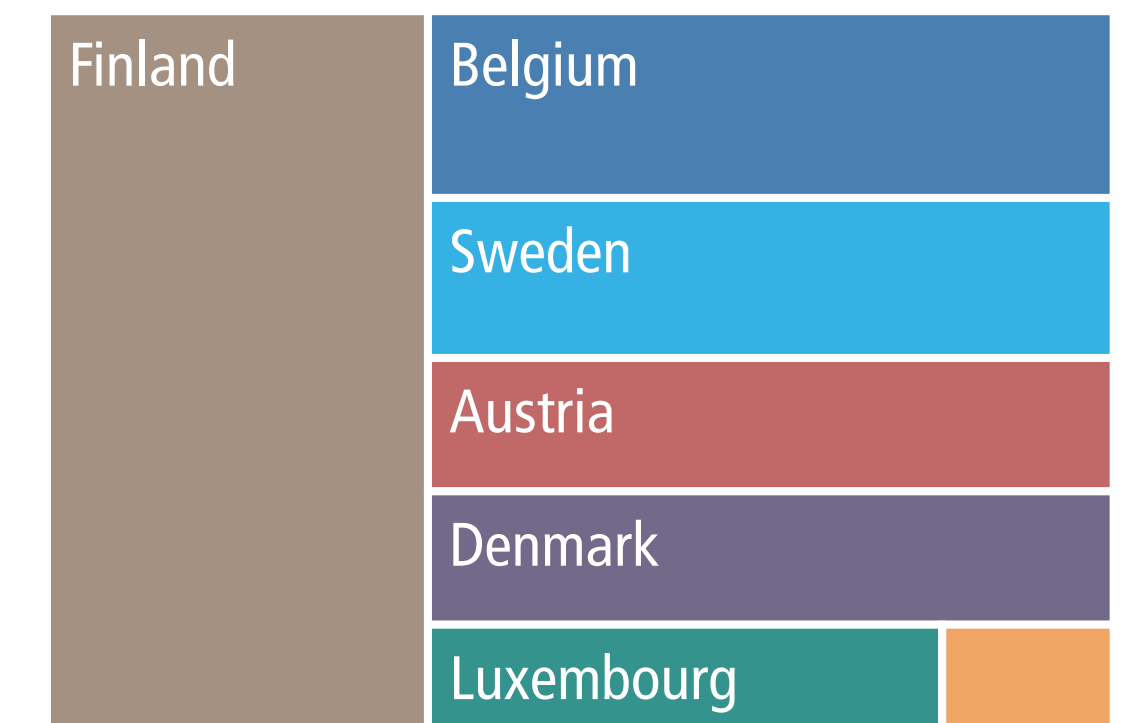 Finland
Belgium
Sweden
Austria
Denmark
Luxembourg